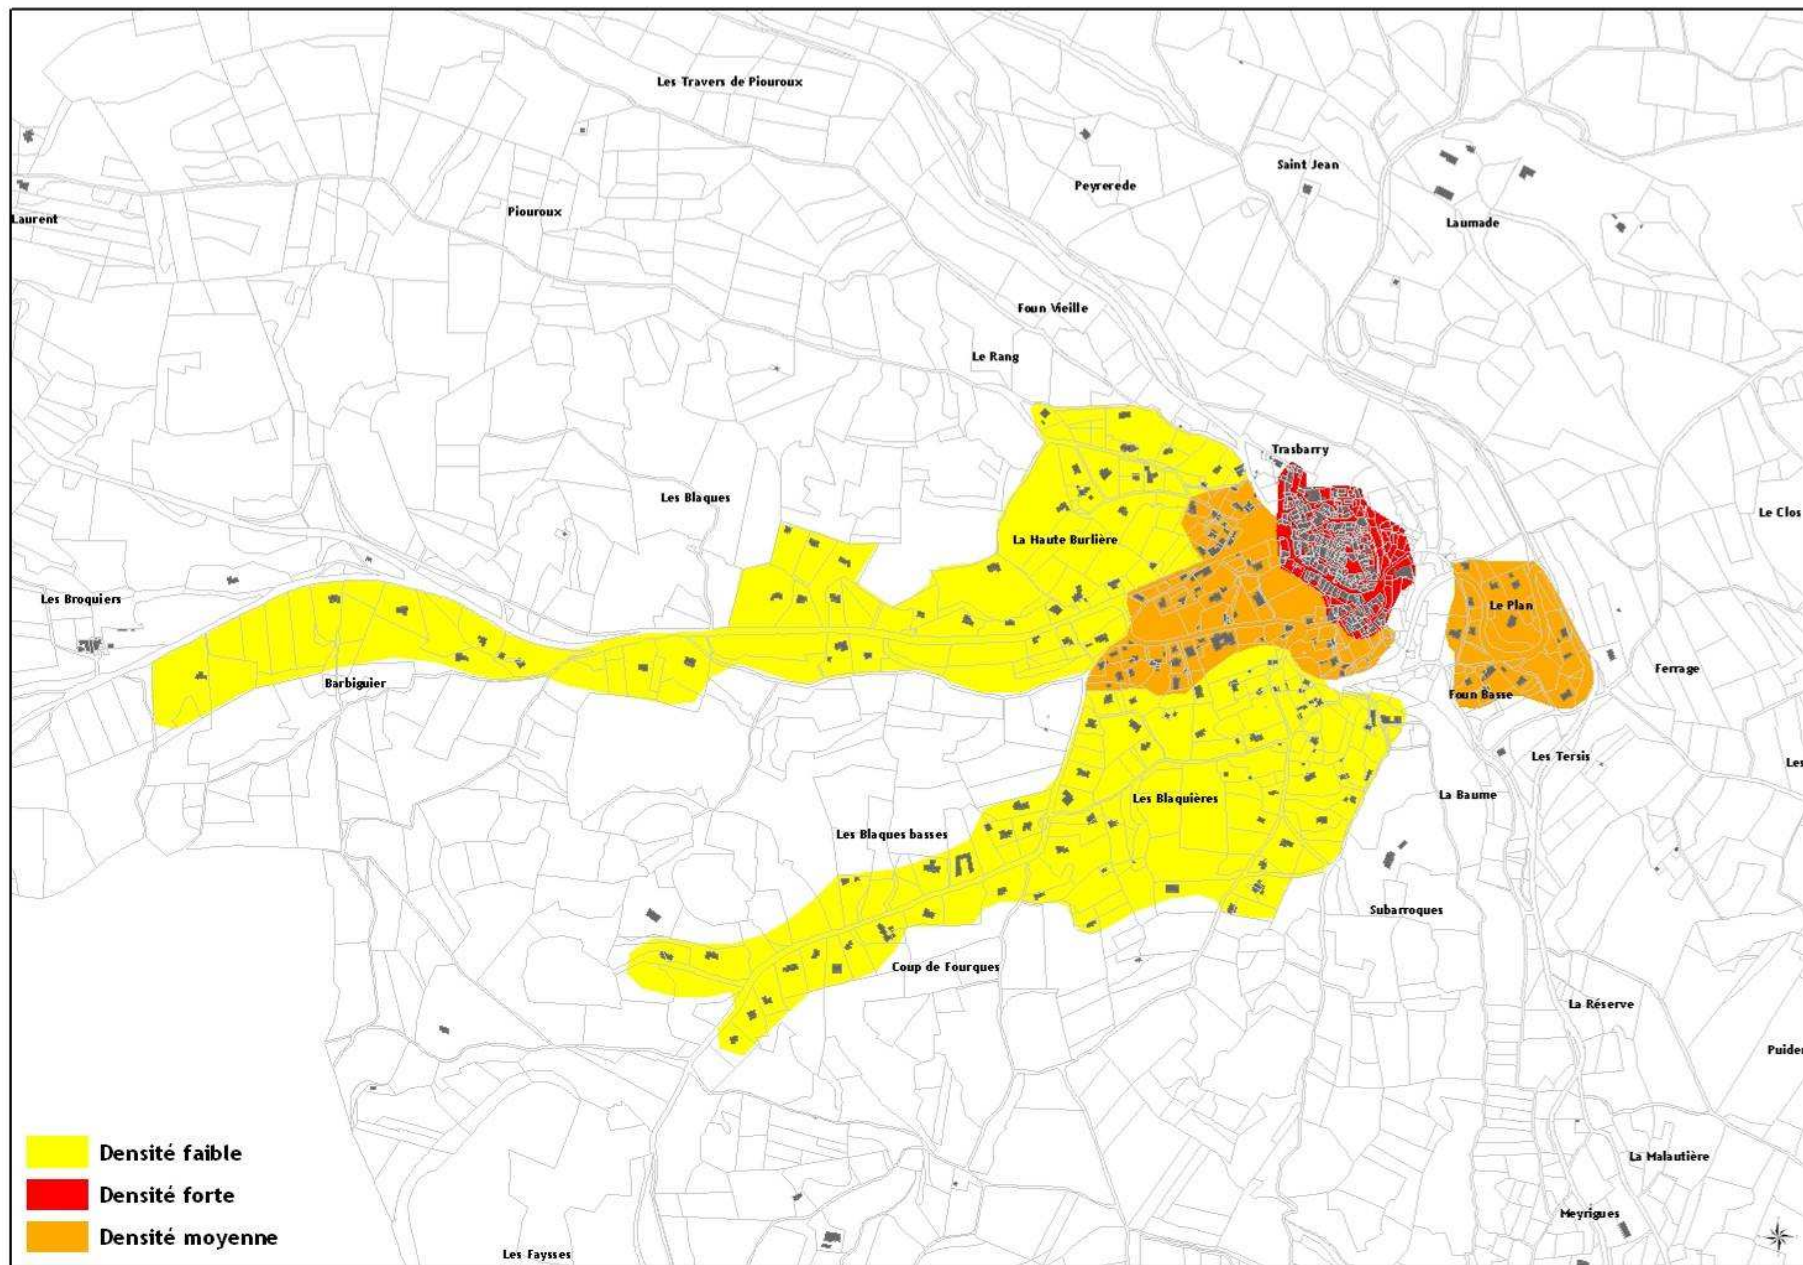 Les Travers de Piouroux
Saint Jean
Peyrerede
Laurent
Piouroux
Laumade
Foun Vieille
Le Rang
Trasbarry
Les Blaques
Le Clos
La Haute Burlière
Les Broquiers
Le Plan
Ferrage
Barbiguier
Foun Basse
Les Tersis
Les
La Baume
Les Blaquières
Les Blaques basses
Subarroques
Coup de Fourques
La Réserve
Puider
Densité faible
La Malautière
Densité forte
Meyrigues
Densité moyenne
Les Faysses